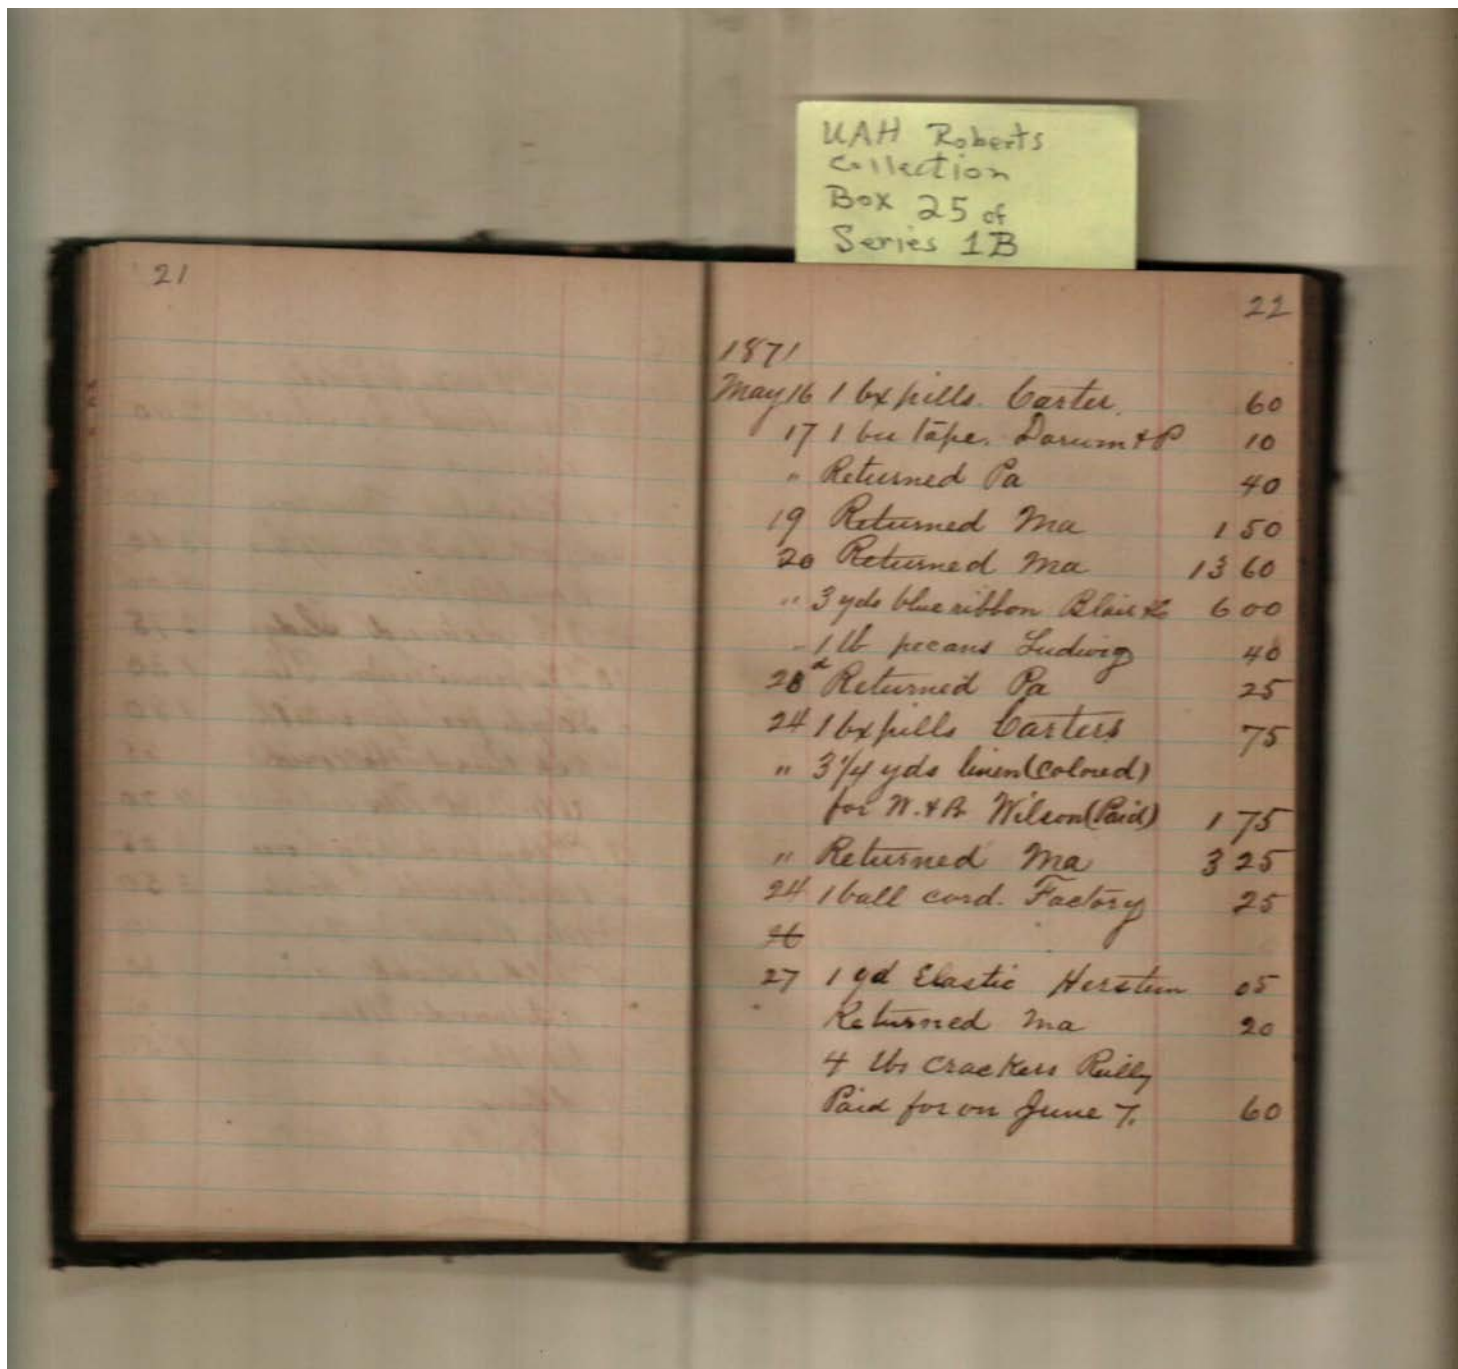 UAH Roberts
Collection
Box 25 of
Series 1B
21
22
1871
May 16 1 bx pills. Carter. 60
17 1 bu tape. &P 10
" Returned Pa 40
19 Returned Ma 1 50
20 Returned Ma 13 60
" 3 yds blue ribbon Blair & 6 00
" 1 lb pecans Ludwig 40
Returned Pa 25
24 1 bx pills Carters 75
" 3 1/4 yds linen (Colored)
for W. & B. Wilson (Paid) 1 75
" Returned Ma 3 25
24 1 ball cord. Factory 25
26
27 1 yd Elastic Herstein 05
Returned Ma 20
4 lbs crackers Reilly
Paid for on June 7. 60